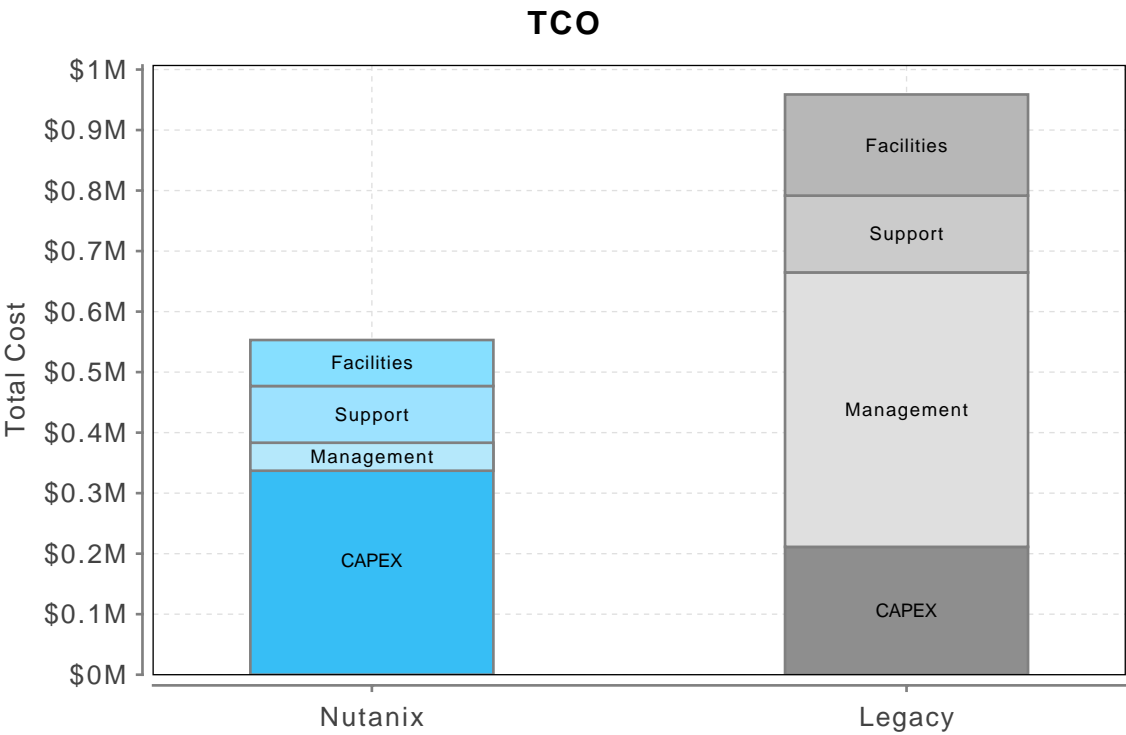 TCO
Total Cost
$1M
$0.9M
$0.8M
$0.7M
$0.6M
$0.5M
$0.4M
$0.3M
$0.2M
$0.1M
$0M
Facilities
Support
Management
CAPEX
Facilities
Support
Management
CAPEX
Nutanix
Legacy